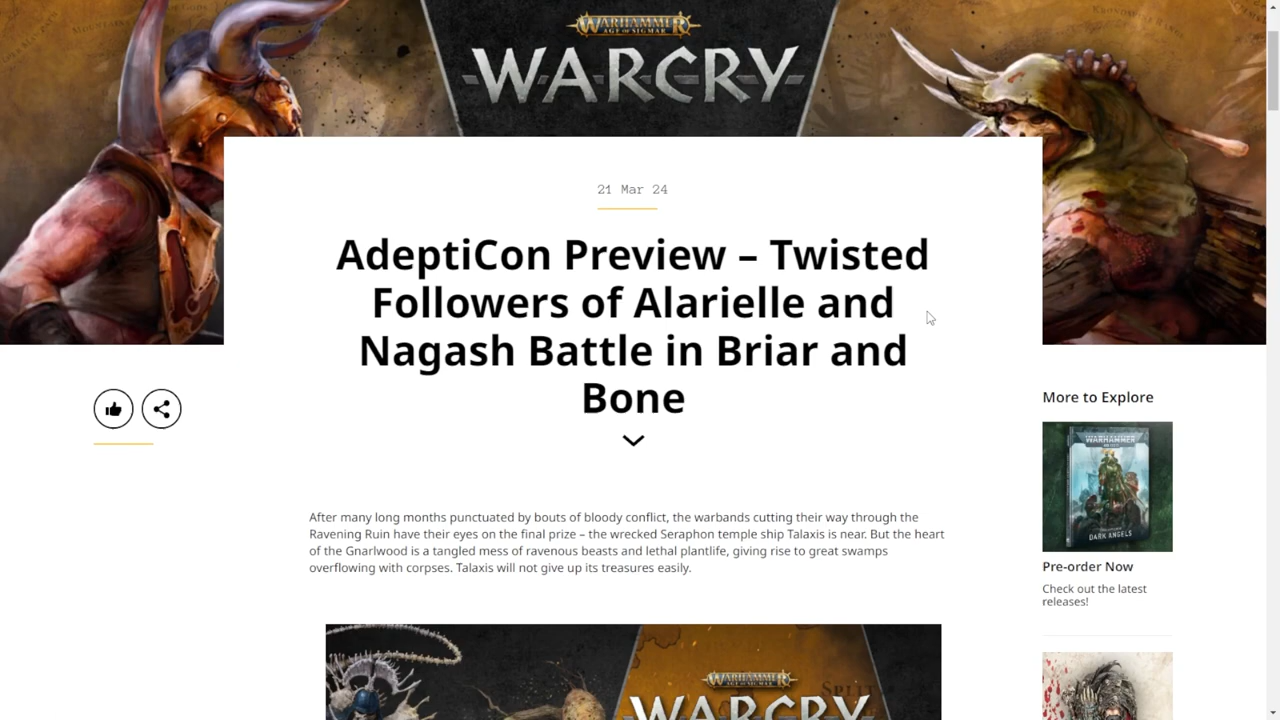 WARHAMMER
AGE OF SIGMAR
WARCRY
21 Mar 24
AdeptiCon Preview – Twisted
Followers of Alarielle and
Nagash Battle in Briar and
Bone
After many long months punctuated by bouts of bloody conflict, the warbands cutting their way through the
Ravening Ruin have their eyes on the final prize – the wrecked Seraphon temple ship Talaxis is near. But the heart
of the Gnarlwood is a tangled mess of ravenous beasts and lethal plantlife, giving rise to great swamps
overflowing with corpses. Talaxis will not give up its treasures easily.
WARHAMMER
AGE OF SIGMAR
WARCRY
More to Explore
WARHAMMER
DARK ANGELS
Pre-order Now
Check out the latest
releases!